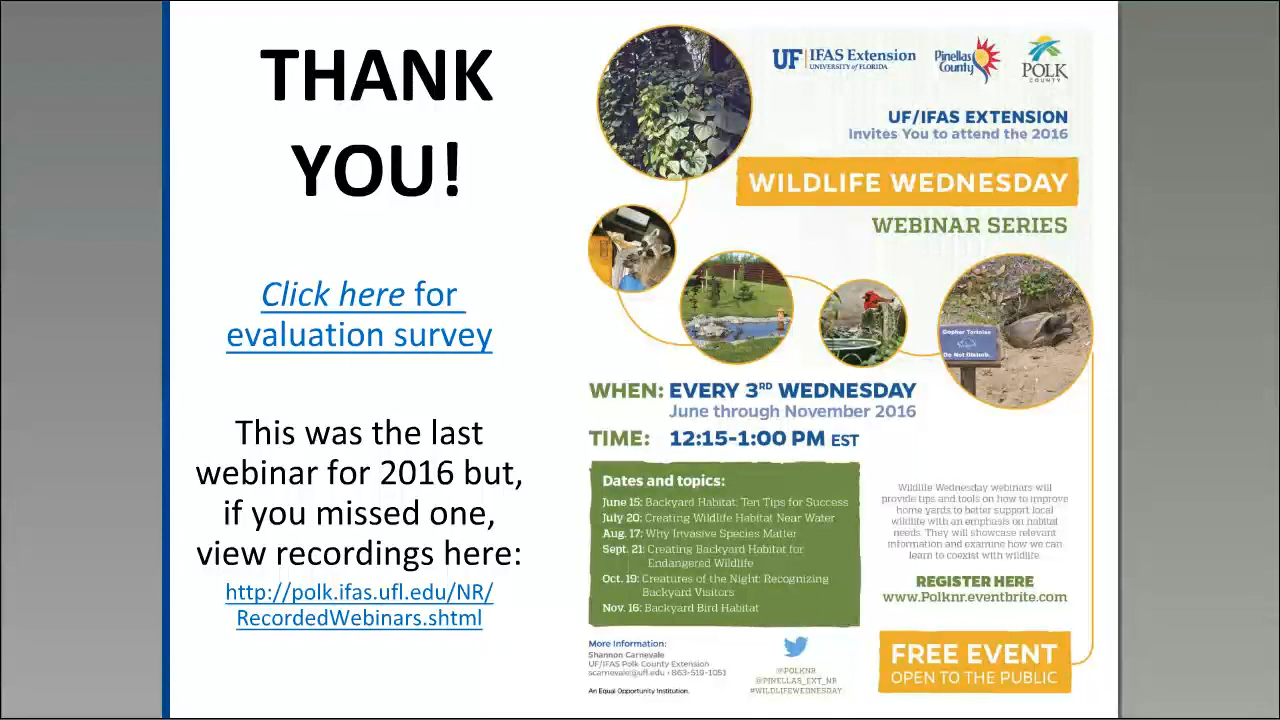 THANK
YOU!
Click here for
evaluation survey
This was the last
webinar for 2016 but,
if you missed one,
view recordings here:
http://polk.ifas.ufl.edu/NR/
RecordedWebinars.shtml
UF | IFAS Extension
UNIVERSITY of FLORIDA
Pinellas
County
POLK
COUNTY
UF/IFAS EXTENSION
Invites You to attend the 2016
WILDLIFE WEDNESDAY
WEBINAR SERIES
Gopher Tortoise
Do Not Disturb.
WHEN: EVERY 3RD WEDNESDAY
June through November 2016
TIME: 12:15-1:00 PM EST
Dates and topics:
June 15: Backyard Habitat: Ten Tips for Success
July 20: Creating Wildlife Habitat Near Water
Aug. 17: Why Invasive Species Matter
Sept. 21: Creating Backyard Habitat for
Endangered Wildlife
Oct. 19: Creatures of the Night: Recognizing
Backyard Visitors
Nov. 16: Backyard Bird Habitat
Wildlife Wednesday webinars will
provide tips and tools on how to improve
home yards to better support local
wildlife with an emphasis on habitat
needs. They will showcase relevant
information and examine how we can
learn to coexist with wildlife.
REGISTER HERE
www.Polknr.eventbrite.com
More Information:
Shannon Carnevale
UF/IFAS Polk County Extension
scarnevale@ufl.edu • 863-519-1051
An Equal Opportunity Institution.
@POLKNR
@PINELLAS_EXT_NR
#WILDLIFEWEDNESDAY
FREE EVENT
OPEN TO THE PUBLIC